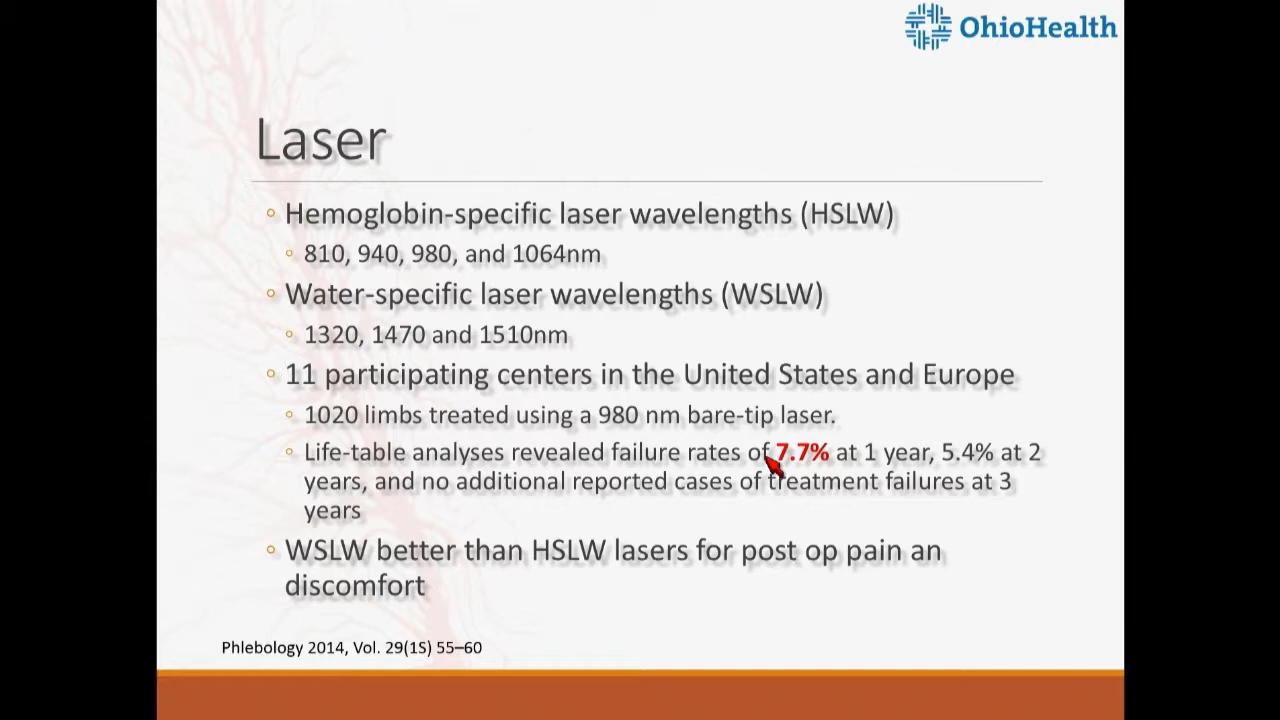 OhioHealth
Laser
Hemoglobin-specific laser wavelengths (HSLW)
810, 940, 980, and 1064nm
Water-specific laser wavelengths (WSLW)
1320, 1470 and 1510nm
11 participating centers in the United States and Europe
1020 limbs treated using a 980 nm bare-tip laser.
Life-table analyses revealed failure rates of 7.7% at 1 year, 5.4% at 2
years, and no additional reported cases of treatment failures at 3
years
WSLW better than HSLW lasers for post op pain an
discomfort
Phlebology 2014, Vol. 29(1S) 55–60